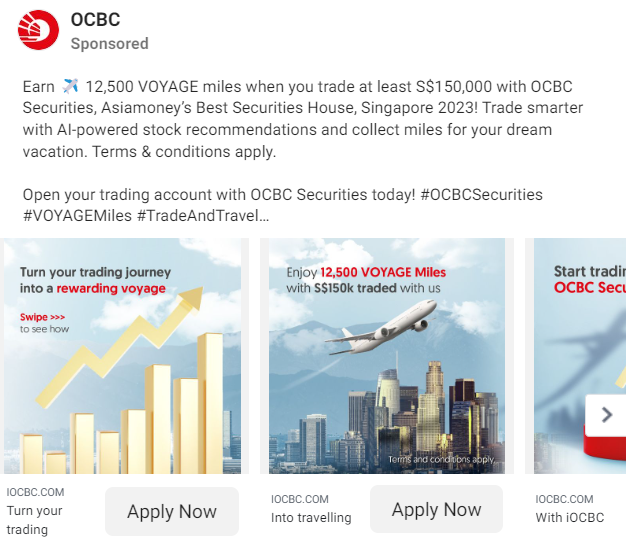 OCBC
Sponsored
Earn ✈️ 12,500 VOYAGE miles when you trade at least S$150,000 with OCBC
Securities, Asiamoney's Best Securities House, Singapore 2023! Trade smarter
with AI-powered stock recommendations and collect miles for your dream
vacation. Terms & conditions apply.
Open your trading account with OCBC Securities today! #OCBCSecurities
#VOYAGEMiles #TradeAndTravel...
Turn your trading journey
into a rewarding voyage
Swipe >>>
to see how
Enjoy 12,500 VOYAGE Miles
with S$150k traded with us
Terms and conditions apply.
Start tradin
OCBC Secu
IOCBC.COM
Turn your
trading
Apply Now
IOCBC.COM
Into travelling
Apply Now
IOCBC.COM
With iOCBC